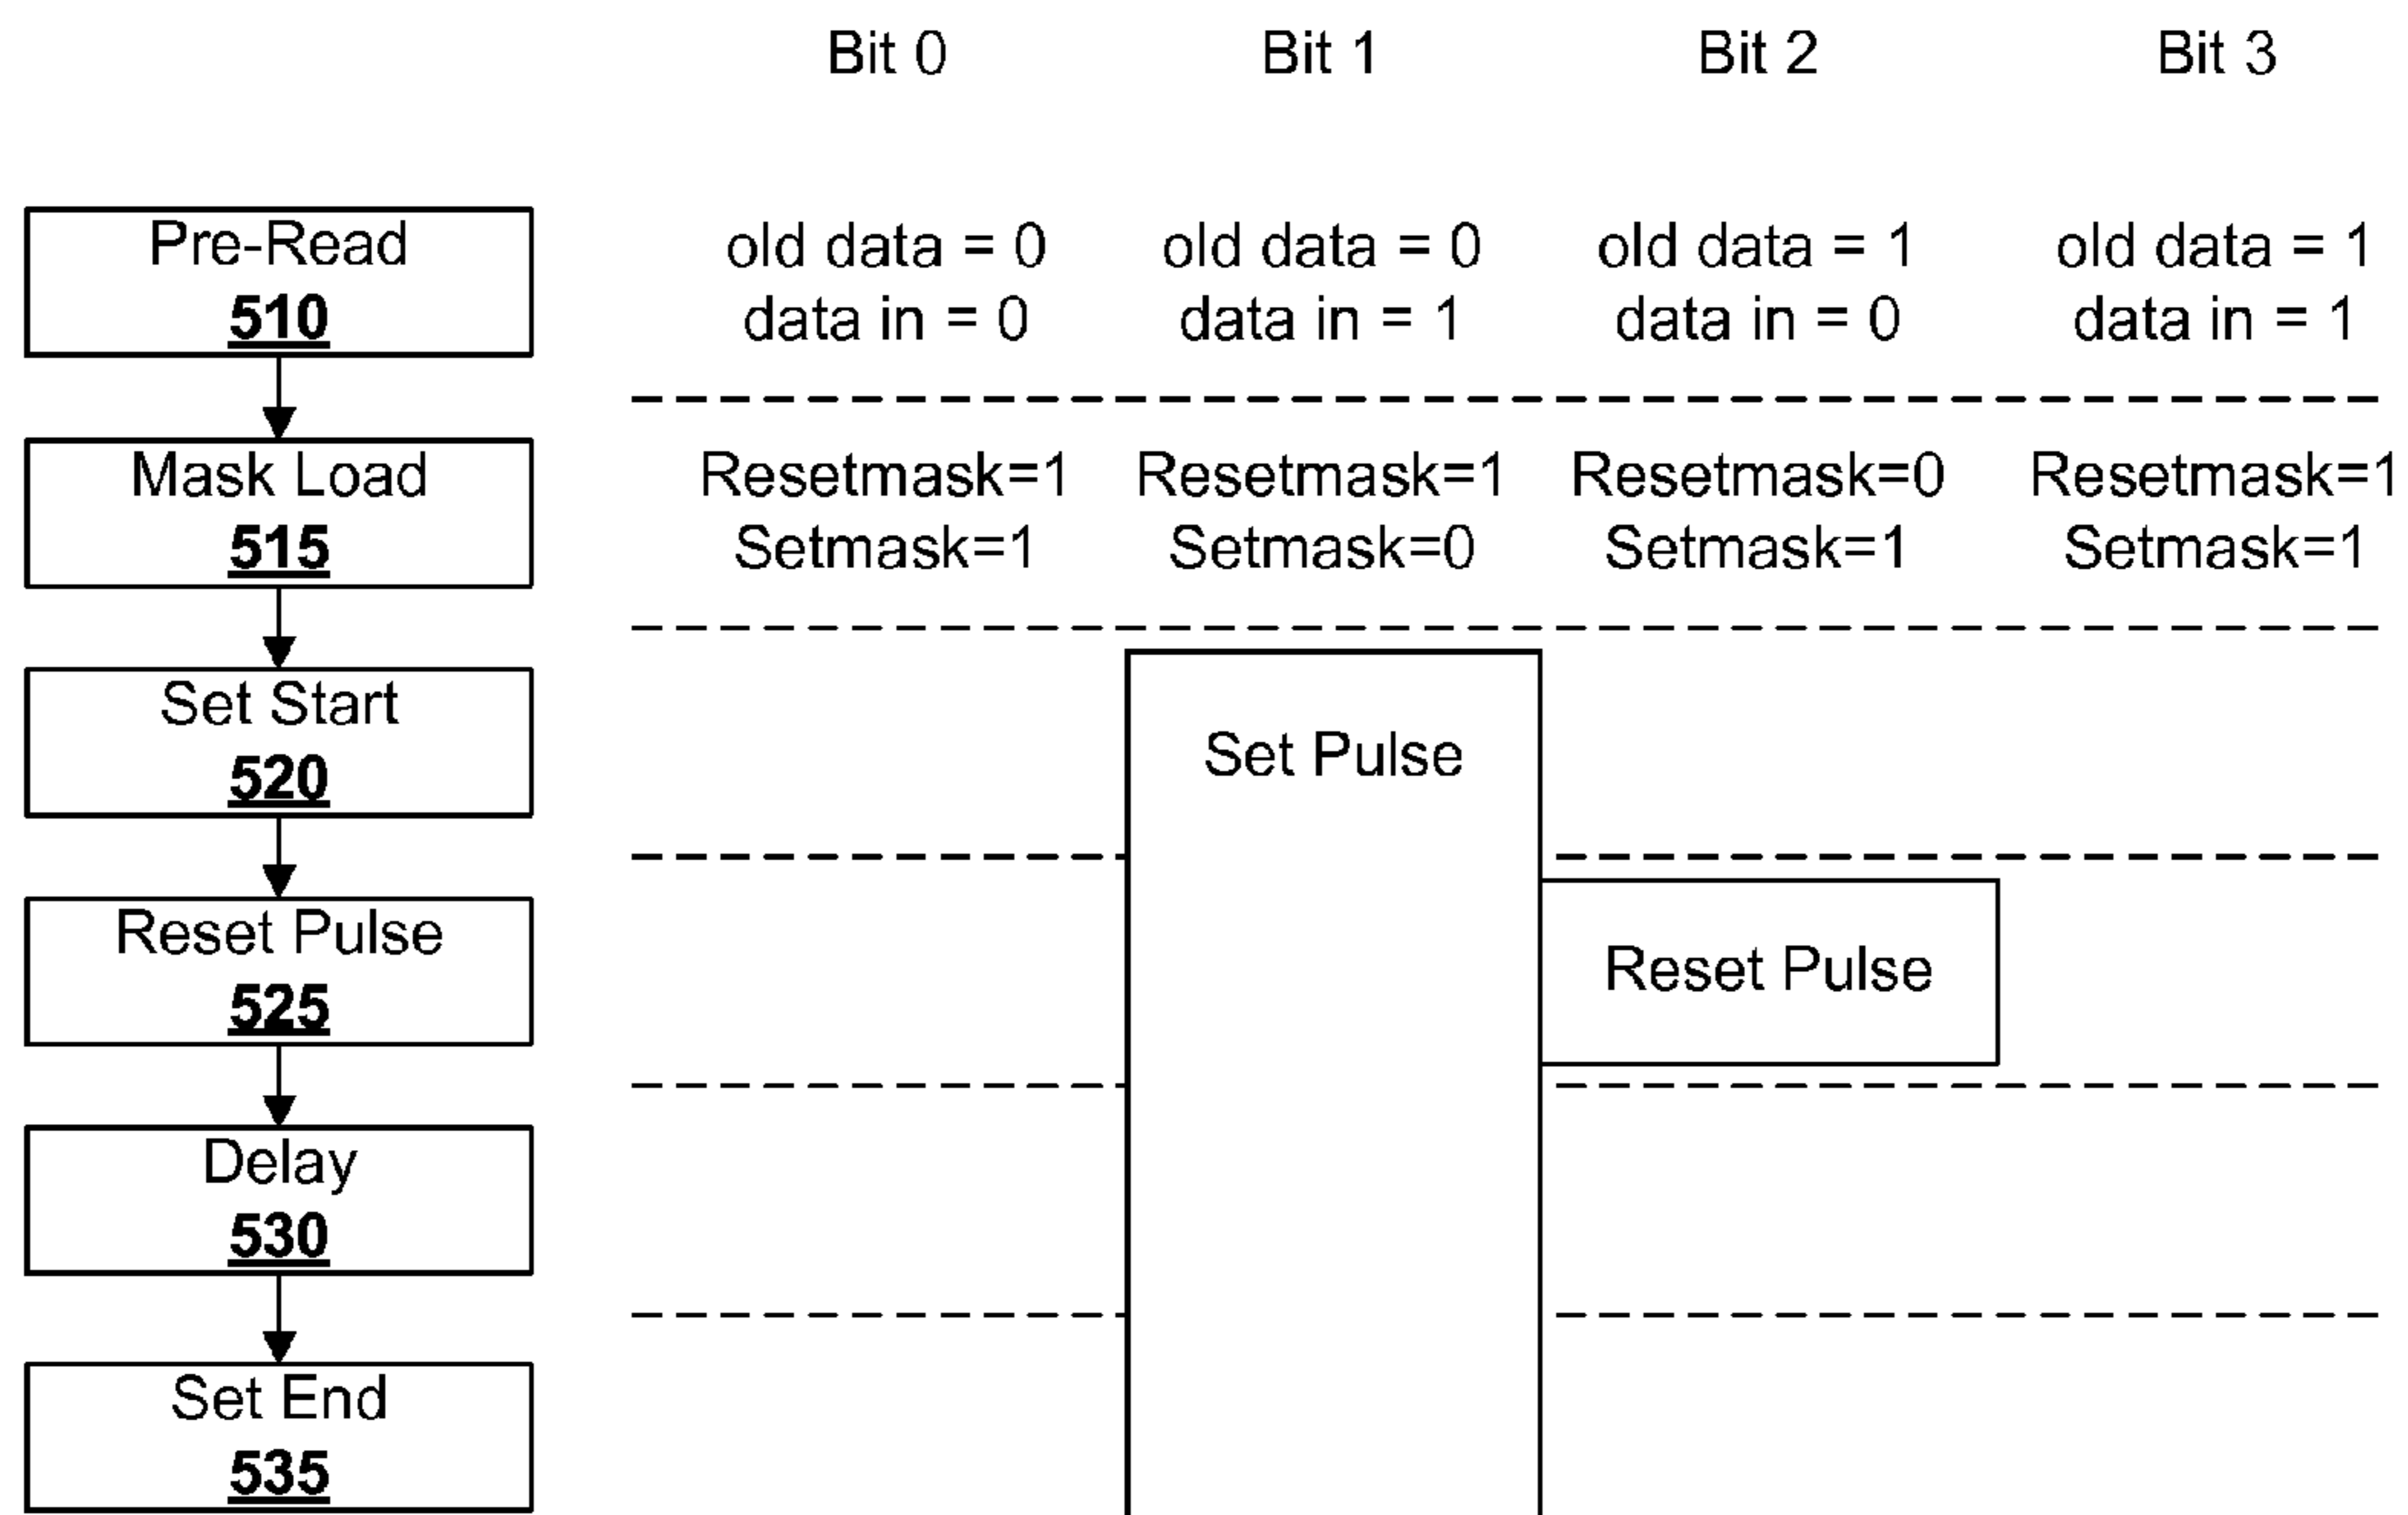 Bit 0 Bit 1 Bit 2 Bit 3
Pre-Read old data = 0 old data = 0 old data = 1 old data = 1
510 data in = 0 data in = 1 data in = 0 data in = 1
Mask Load Resetmask=1 Resetmask=1 Resetmask=0 Resetmask=1
515 Setmask=1 Setmask=0 Setmask=1 Setmask=1
Set Start
Set Pulse
520
Reset Pulse
Reset Pulse
525
Delay
530
Set End
535